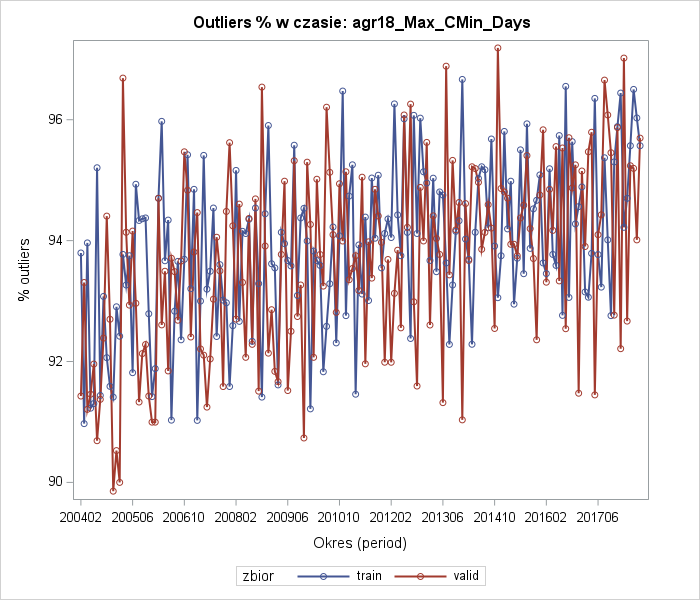 Outliers % w czasie: agr18_Max_CMin_Days
% outliers
96
94
92
90
200402 200506 200610 200802 200906 201010 201202 201306 201410 201602 201706
Okres (period)
zbior train valid